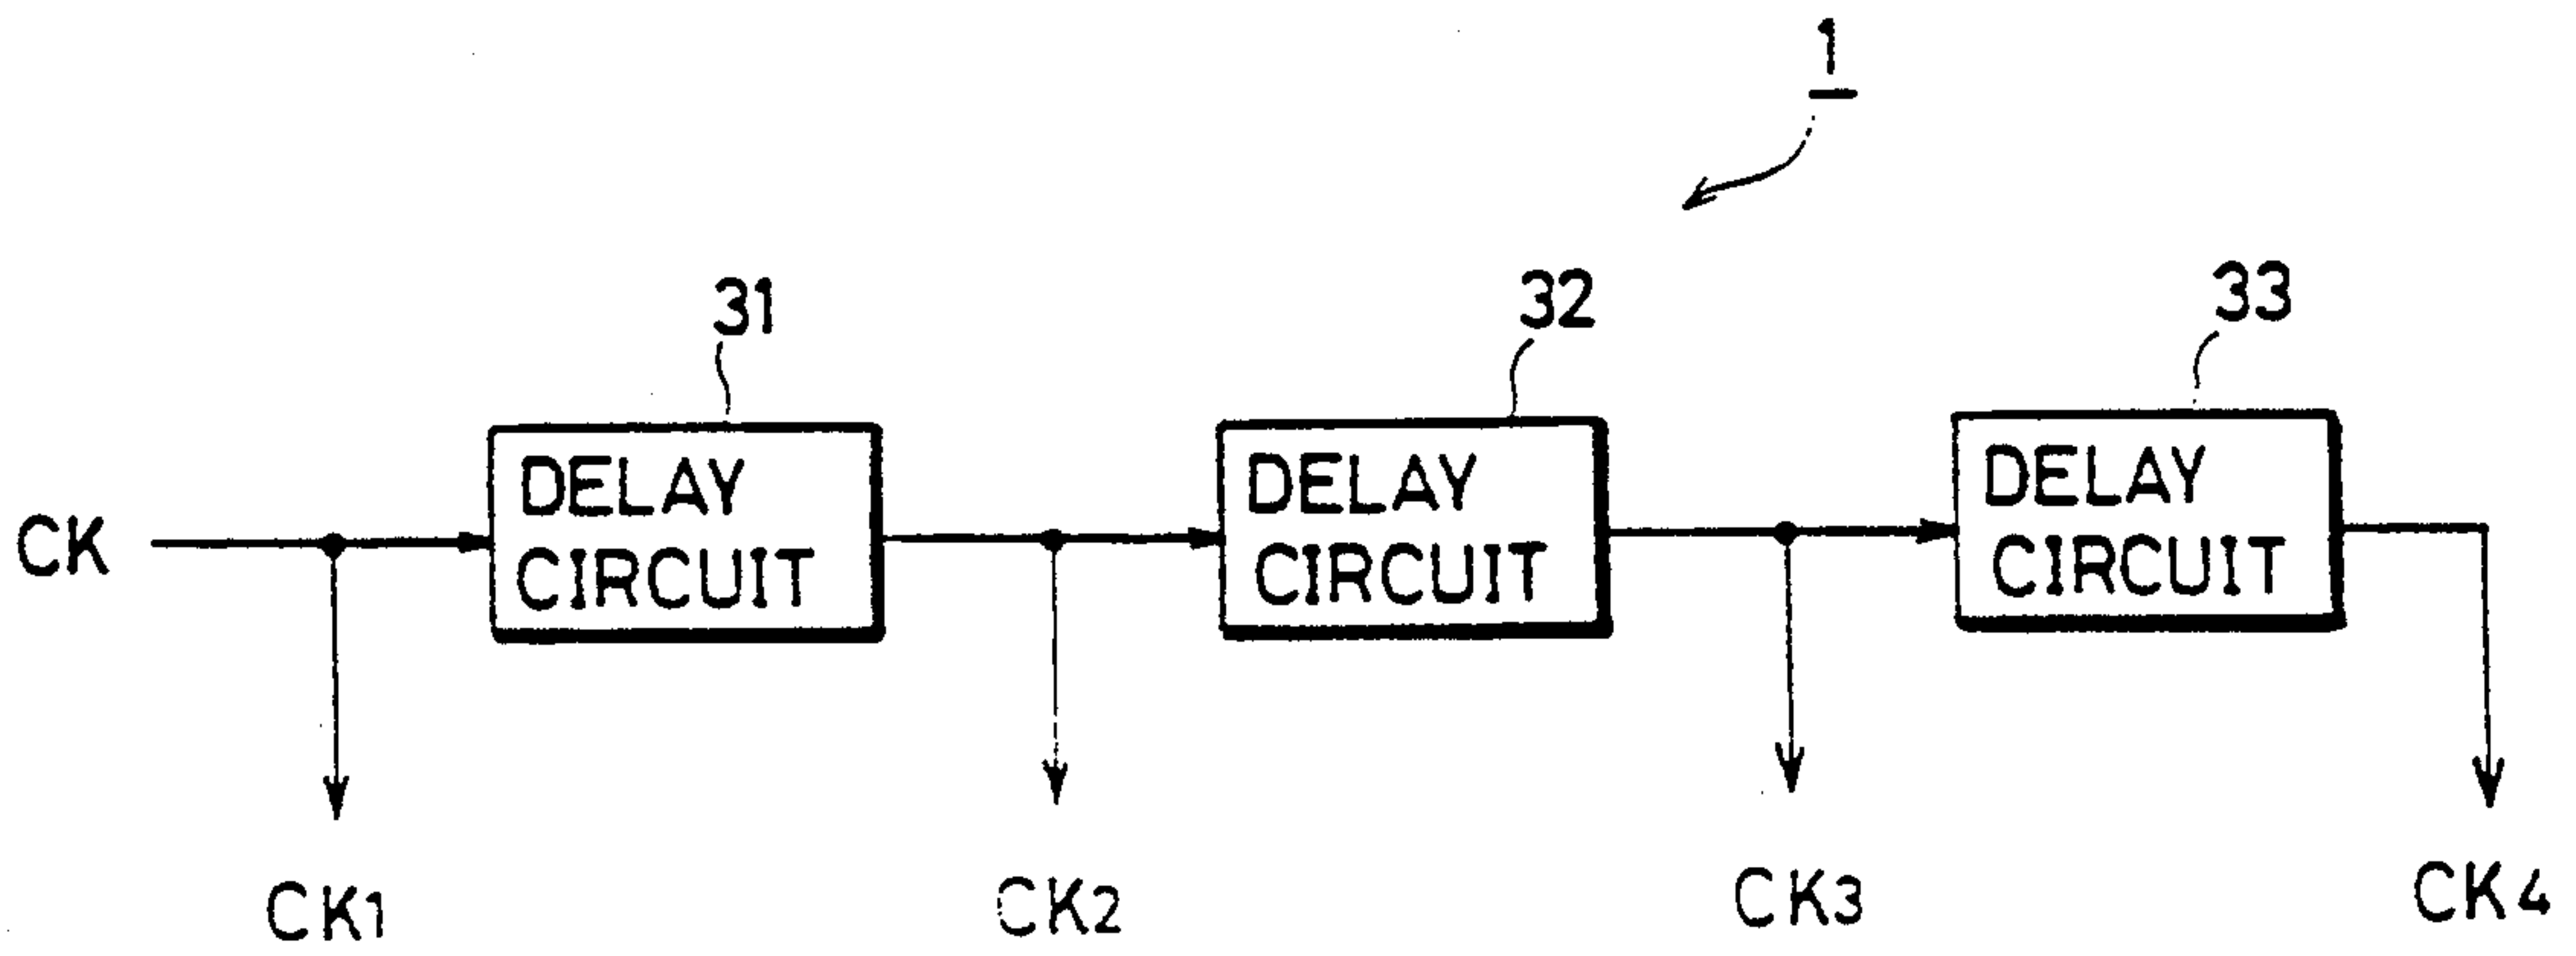 1
31
32
33
DELAY
CIRCUIT
DELAY
CIRCUIT
DELAY
CIRCUIT
CK
CK1
CK2
CK3
CK4